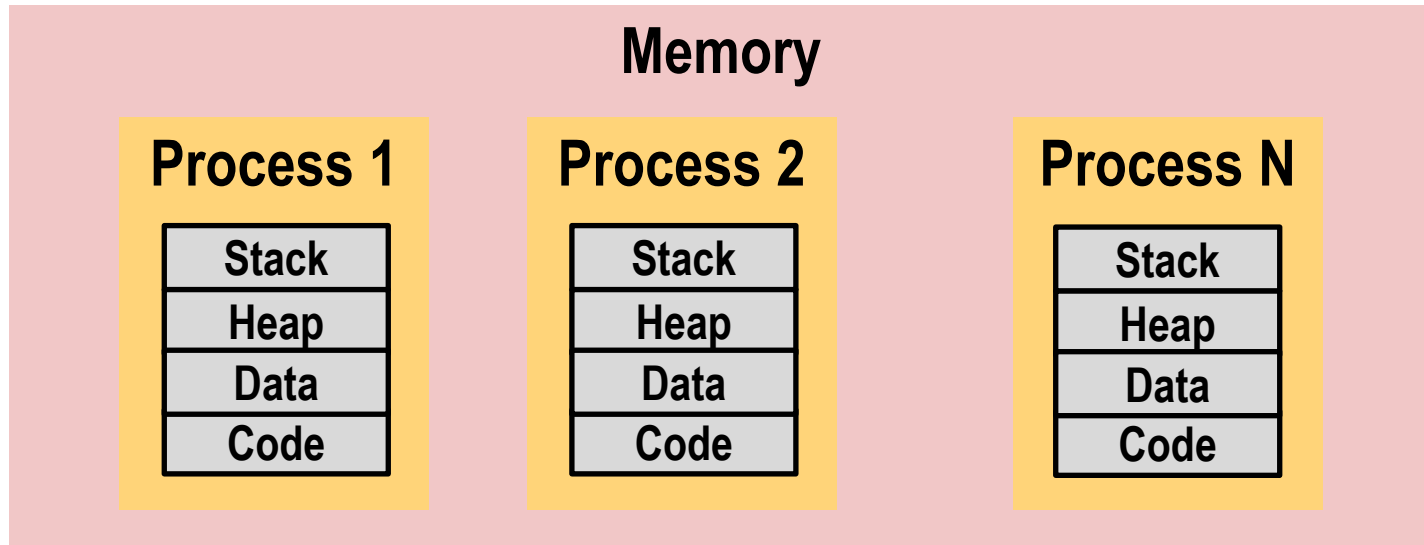 Memory
Process 1
Stack
Heap
Data
Code
Process 2
Stack
Heap
Data
Code
Process N
Stack
Heap
Data
Code